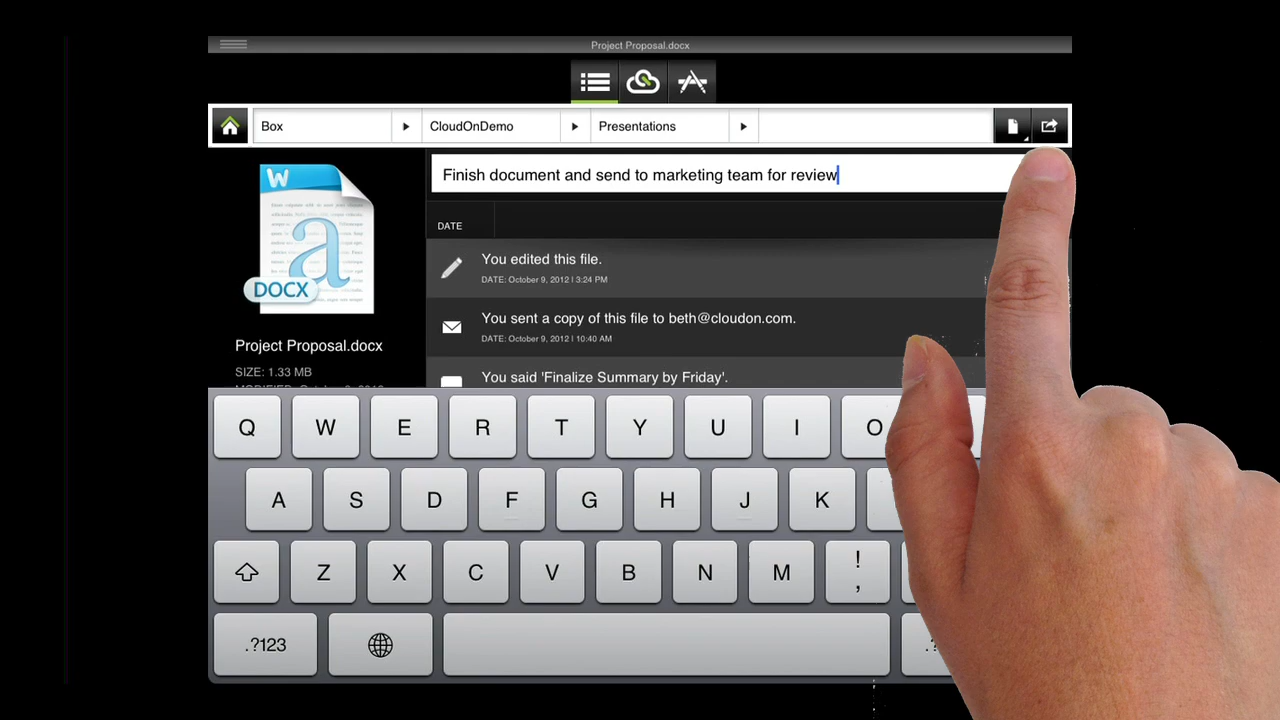 Project Proposal.docx
Box
CloudOnDemo
Presentations
Finish document and send to marketing team for review
W
a
DOCX
Project Proposal.docx
SIZE: 1.33 MB
DATE
You edited this file.
DATE: October 9, 2012 | 3:24 PM
You sent a copy of this file to beth@cloudon.com.
DATE: October 9, 2012 | 10:40 AM
You said 'Finalize Summary by Friday'.
Q W E R T Y U I O
A S D F G H J K
Z X C V B N M ! ,
.?123